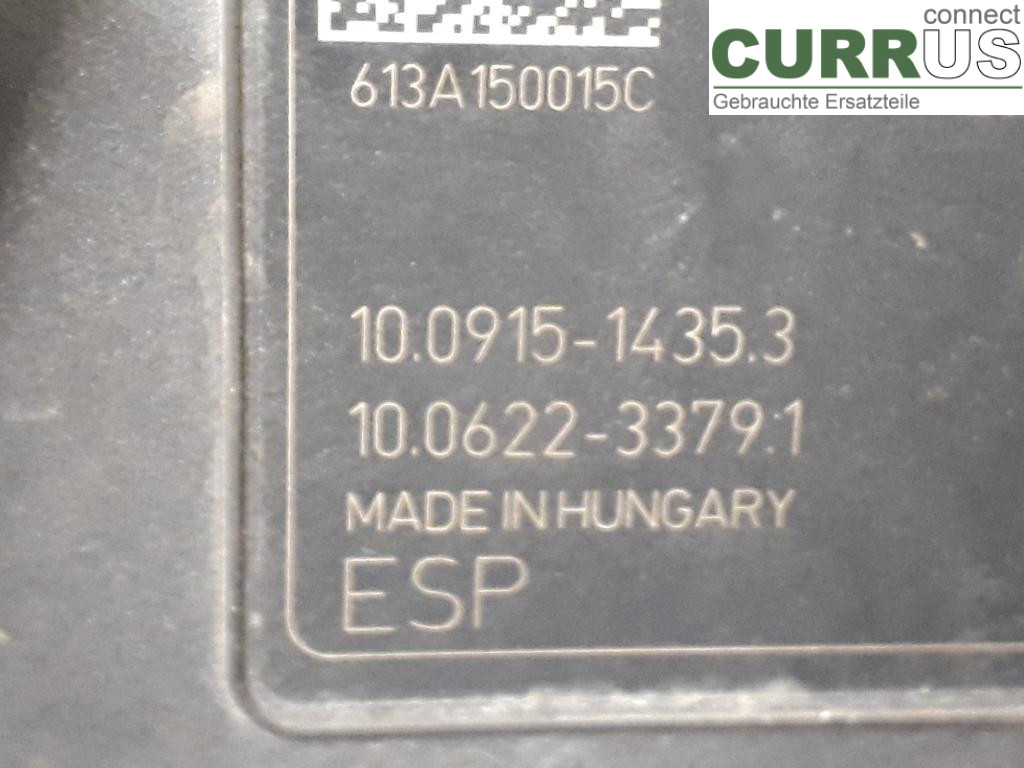 connect
CURRUS
Gebrauchte Ersatzteile
613A150015C
10.0915-1435.3
10.0622-3379.1
MADE IN HUNGARY
ESP